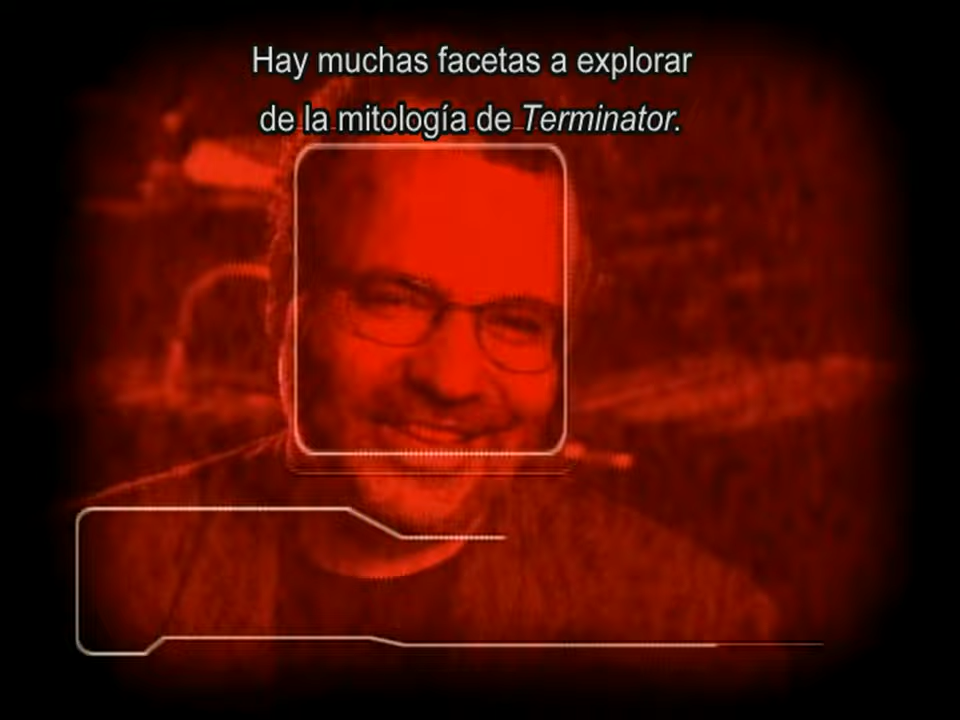 Hay muchas facetas a explorar
de la mitología de Terminator.